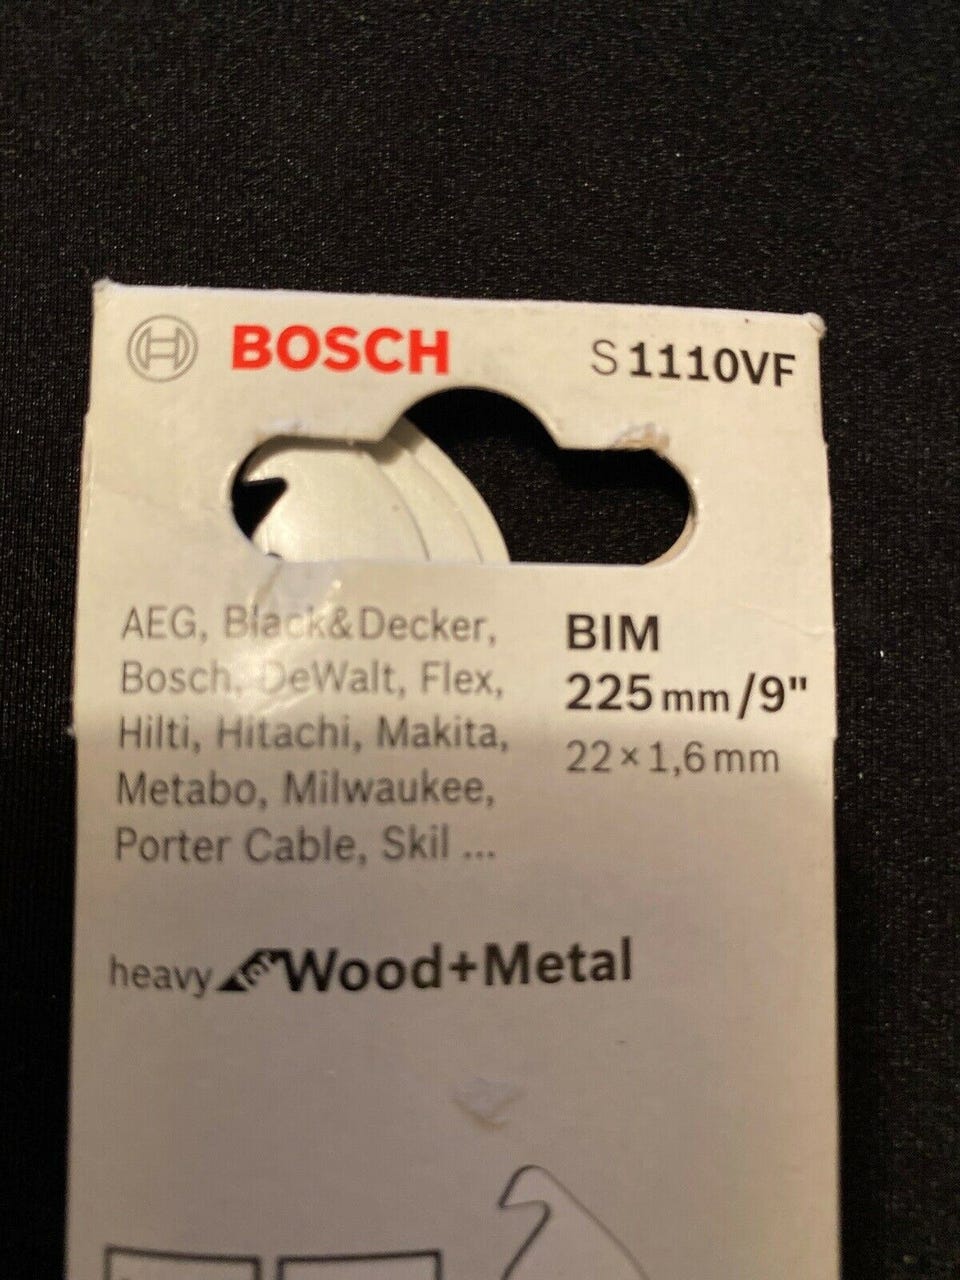 BOSCH S1110VF
AEG, Black&Decker,
Bosch, DeWalt, Flex,
Hilti, Hitachi, Makita,
Metabo, Milwaukee,
Porter Cable, Skil ...
BIM
225 mm/9"
22×1,6 mm
heavy for Wood+Metal